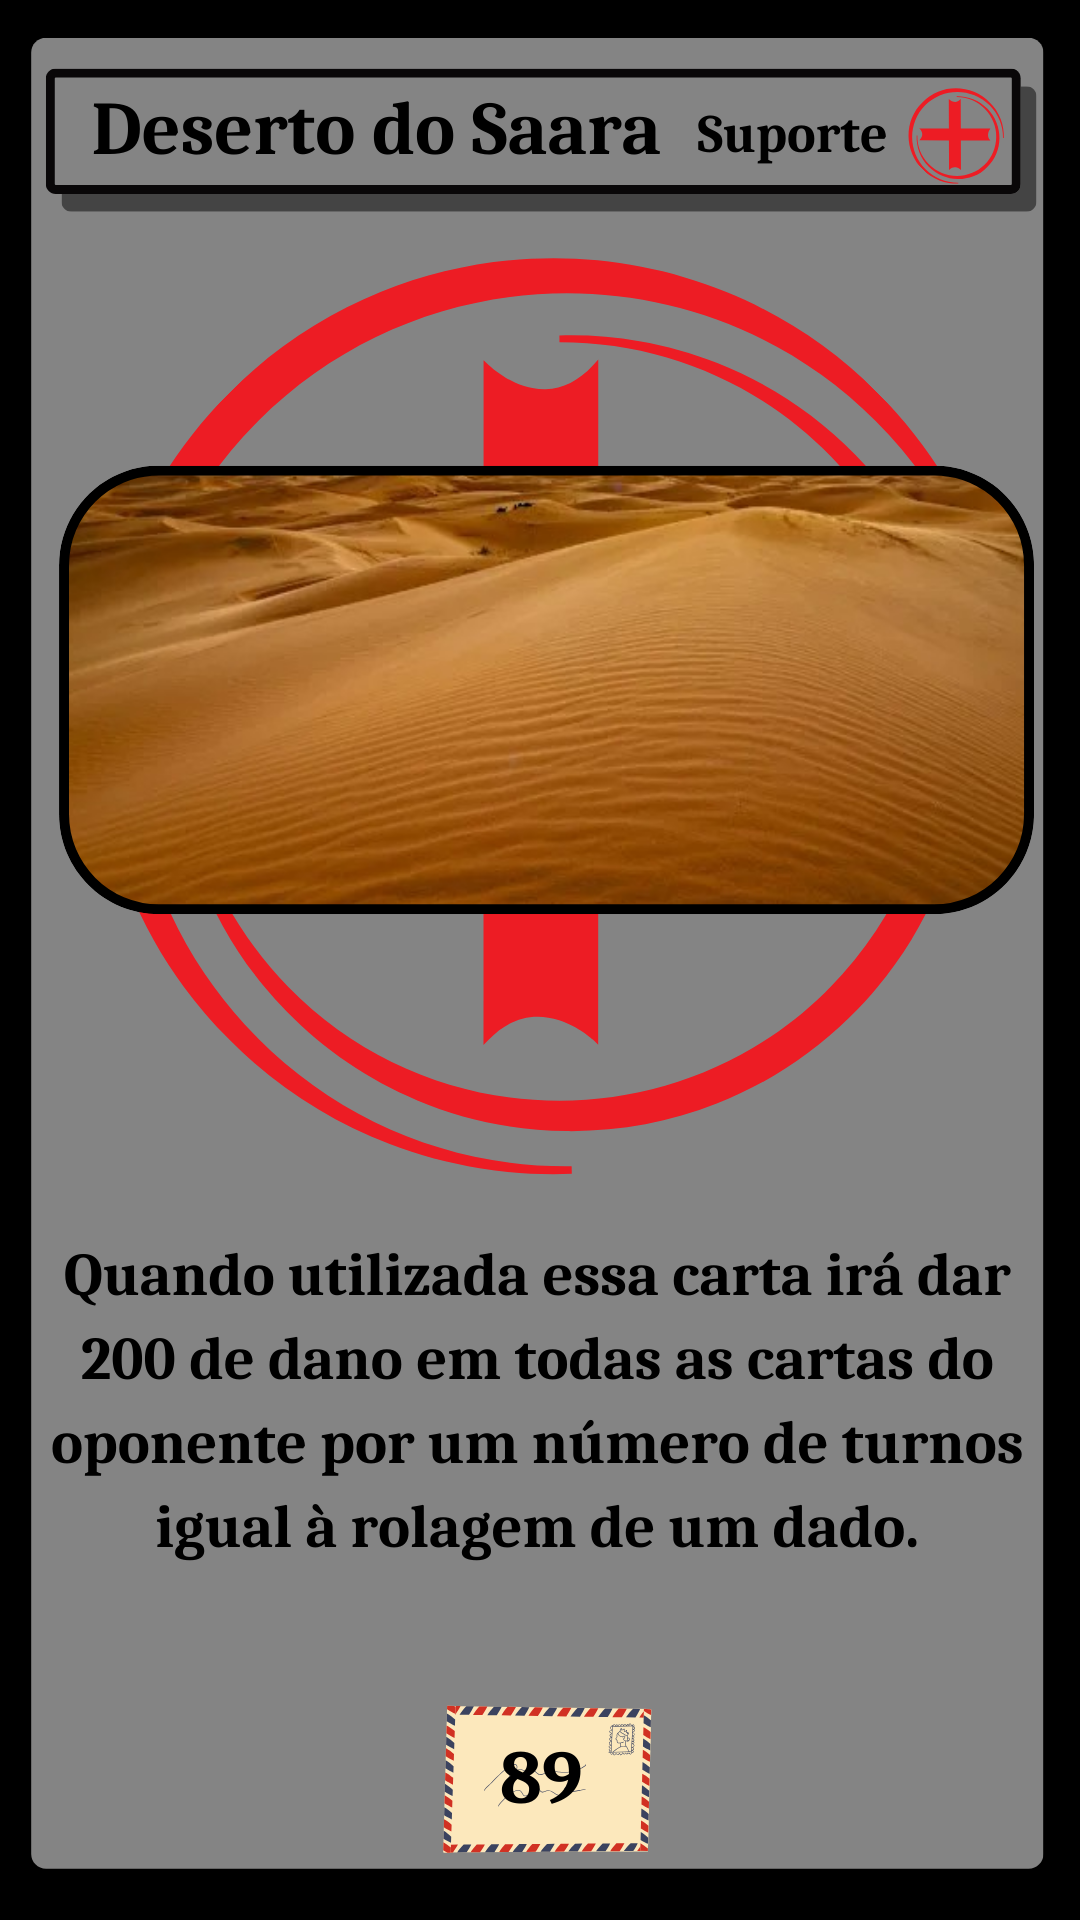 Deserto do Saara Suporte
Quando utilizada essa carta irá dar
200 de dano em todas as cartas do
oponente por um número de turnos
igual à rolagem de um dado.
89